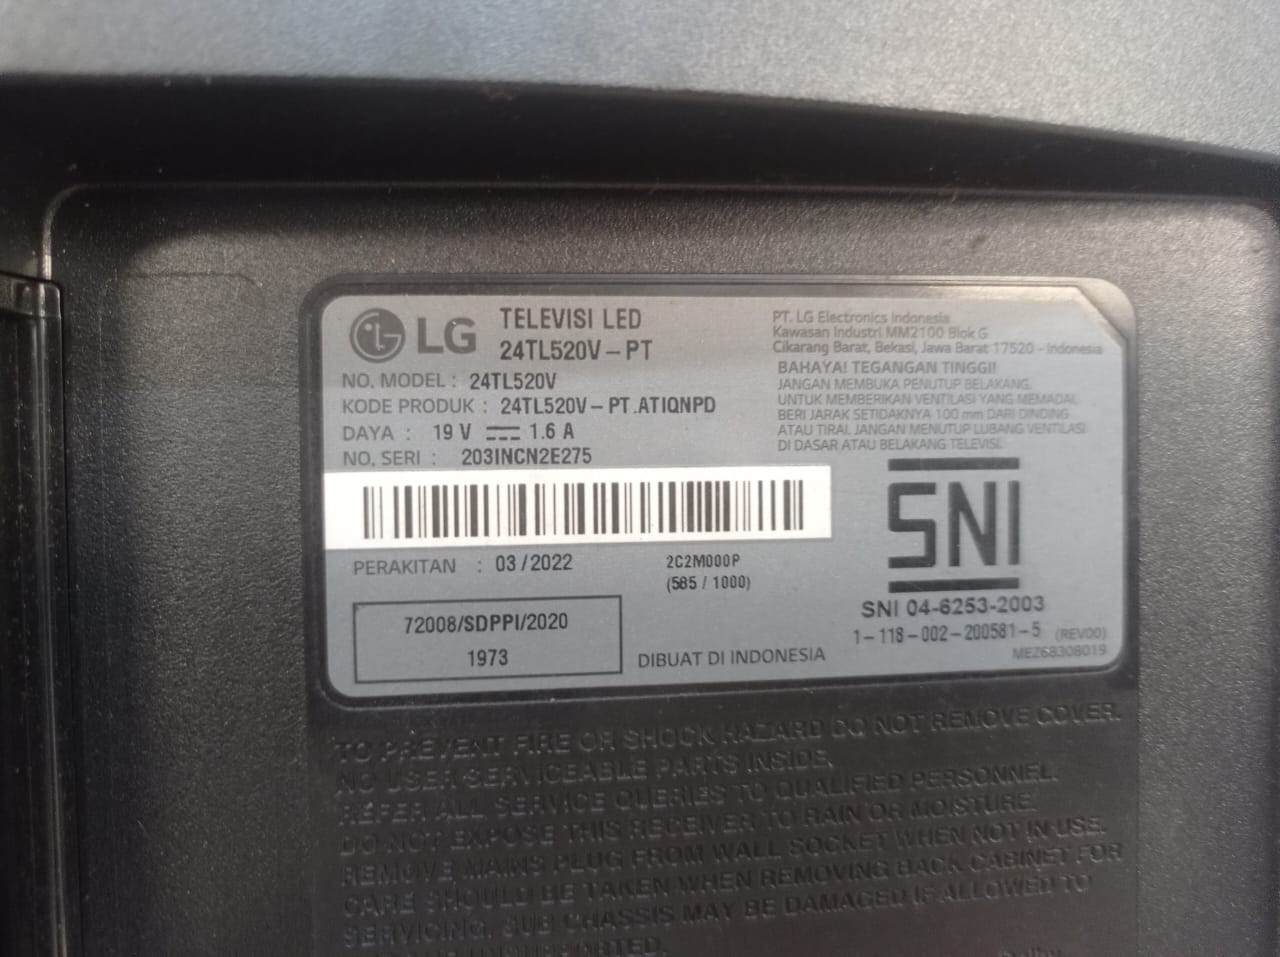 LG
TELEVISI LED
24TL520V-PT
NO. MODEL : 24TL520V
KODE PRODUK : 24TL520V-PT.ATIQNPD
DAYA : 19 V ⎓ 1.6 A
NO. SERI : 203INCN2E275
PERAKITAN : 03/2022
2C2M000P
(585 / 1000)
72008/SDPPI/2020
1973
DIBUAT DI INDONESIA
PT. LG Electronics Indonesia
Kawasan Industri MM2100 Blok G
Cikarang Barat, Bekasi, Jawa Barat 17520 - Indonesia
BAHAYA! TEGANGAN TINGGI!
JANGAN MEMBUKA PENUTUP BELAKANG.
UNTUK MEMBERIKAN VENTILASI YANG MEMADAI,
BERI JARAK SETIDAKNYA 100 mm DARI DINDING
ATAU TIRAI. JANGAN MENUTUP LUBANG VENTILASI
DI DASAR ATAU BELAKANG TELEVISI.
SNI
SNI 04-6253-2003
1-118-002-200581-5 (REV00)
MEZ68308019
TO PREVENT FIRE OR SHOCK HAZARD DO NOT REMOVE COVER.
NO USER SERVICEABLE PARTS INSIDE.
REFER ALL SERVICE QUERIES TO QUALIFIED PERSONNEL.
DO NOT EXPOSE THIS RECEIVER TO RAIN OR MOISTURE.
REMOVE MAINS PLUG FROM WALL SOCKET WHEN NOT IN USE.
CARE SHOULD BE TAKEN WHEN REMOVING BACK CABINET FOR
SERVICING. SUB CHASSIS MAY BE DAMAGED IF ALLOWED TO